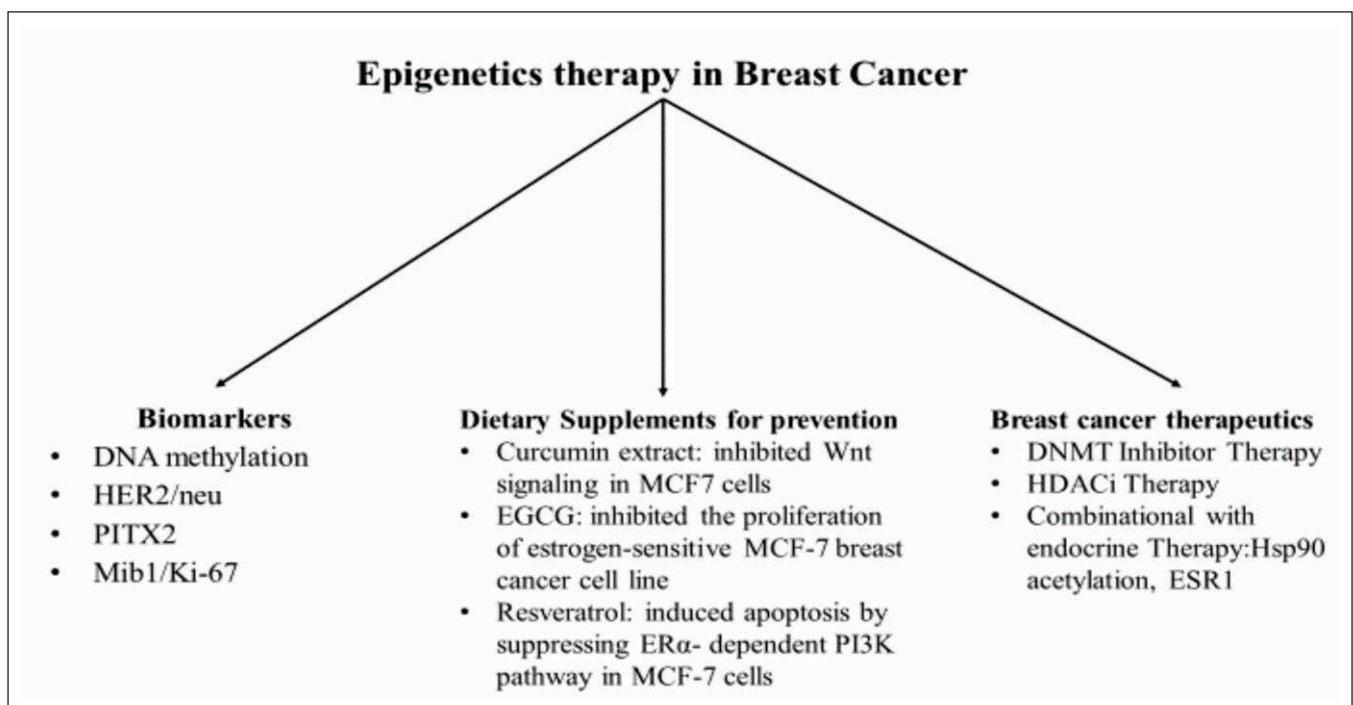 Epigenetics therapy in Breast Cancer
Biomarkers
• DNA methylation
• HER2/neu
• PITX2
• Mib1/Ki-67
Dietary Supplements for prevention
• Curcumin extract: inhibited Wnt
signaling in MCF7 cells
• EGCG: inhibited the proliferation
of estrogen-sensitive MCF-7 breast
cancer cell line
• Resveratrol: induced apoptosis by
suppressing ERα- dependent PI3K
pathway in MCF-7 cells
Breast cancer therapeutics
• DNMT Inhibitor Therapy
• HDACi Therapy
• Combinational with
endocrine Therapy:Hsp90
acetylation, ESR1